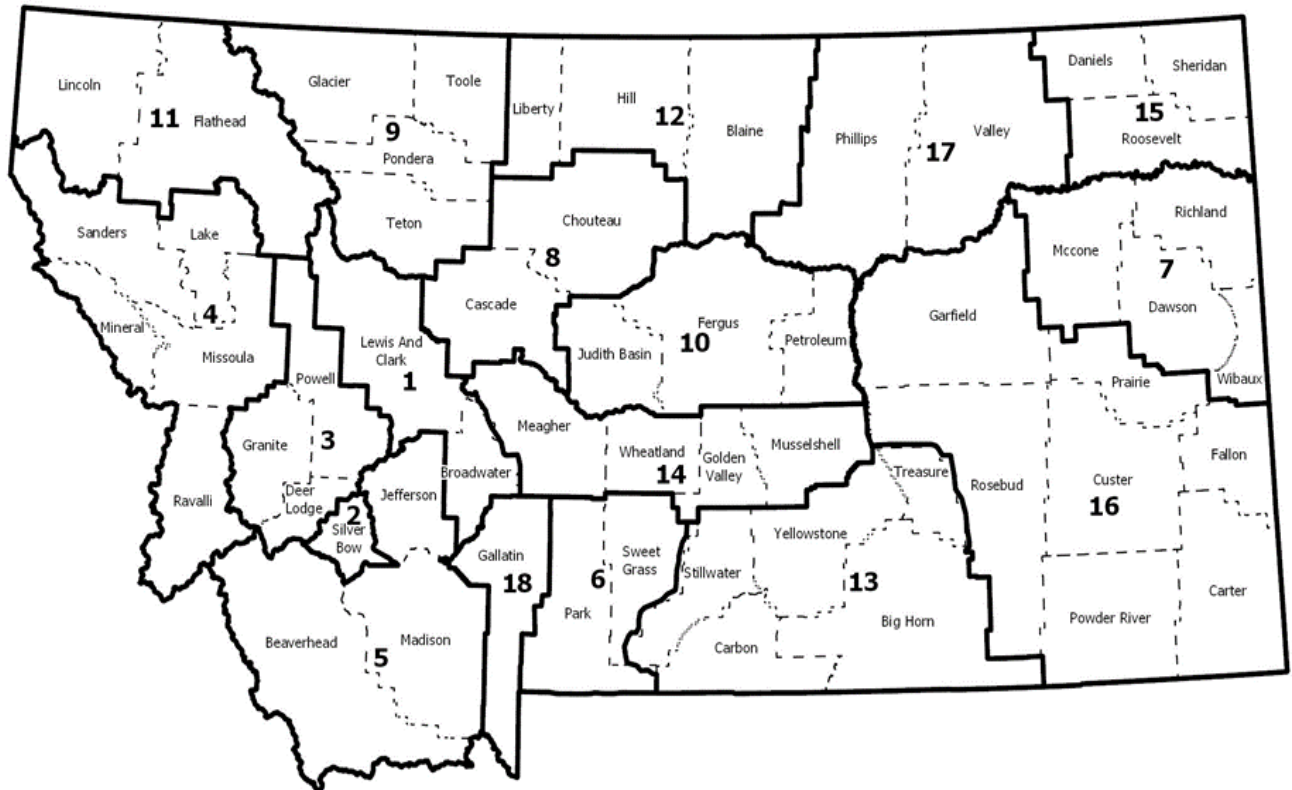 Lincoln
11
Flathead
Glacier
Toole
9
Pondera
Teton
Liberty
Hill
12
Blaine
Phillips
17
Valley
Daniels
Sheridan
15
Roosevelt
Sanders
Lake
4
Mineral
Missoula
Ravalli
Chouteau
8
Cascade
Lewis And
Clark
1
Powell
3
Granite
Deer
Lodge
2
Silver
Bow
Jefferson
Broadwater
Judith Basin
Fergus
10
Petroleum
Garfield
Mccone
Richland
7
Dawson
Wibaux
Prairie
Meagher
Wheatland
14
Golden
Valley
Musselshell
Treasure
Rosebud
Custer
16
Fallon
Carter
Powder River
Gallatin
18
Park
6
Sweet
Grass
Stillwater
Yellowstone
13
Big Horn
Carbon
Beaverhead
5
Madison